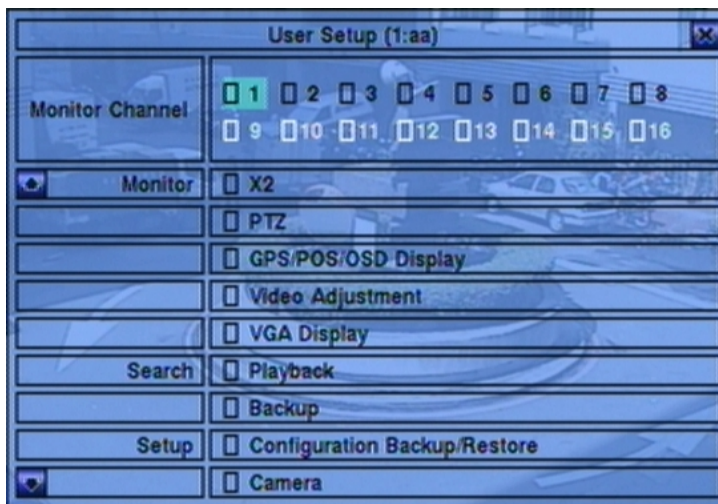 User Setup (1:aa)
Monitor Channel
1 2 3 4 5 6 7 8
9 10 11 12 13 14 15 16
Monitor X2
PTZ
GPS/POS/OSD Display
Video Adjustment
VGA Display
Search Playback
Backup
Setup Configuration Backup/Restore
Camera